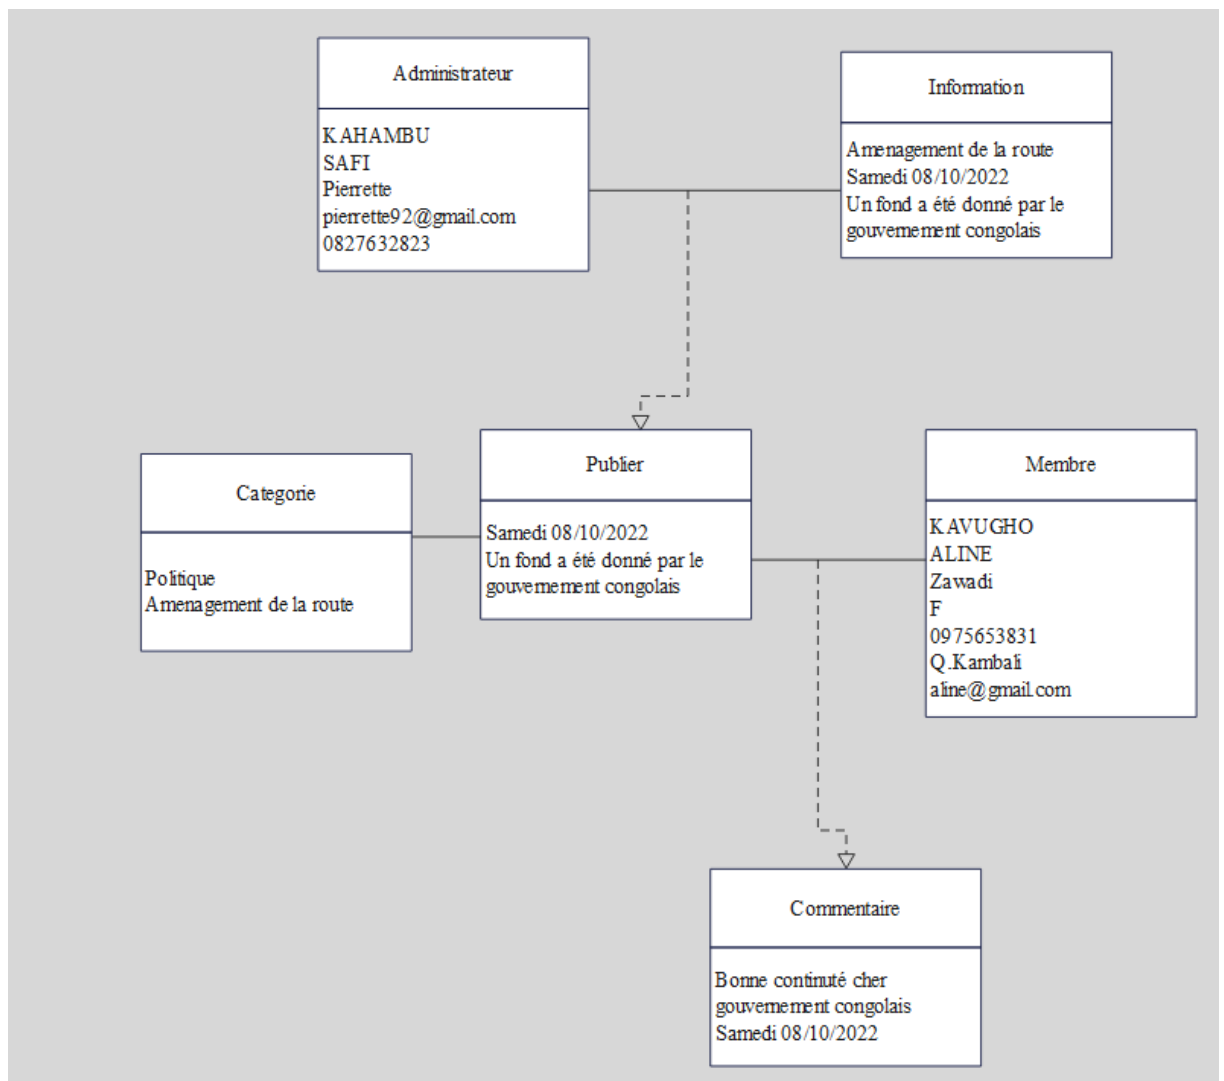 Administrateur
KAHAMBU
SAFI
Pierrette
pierrette92@gmail.com
0827632823
Information
Amenagement de la route
Samedi 08/10/2022
Un fond a été donné par le
gouvernement congolais
Categorie
Politique
Amenagement de la route
Publier
Samedi 08/10/2022
Un fond a été donné par le
gouvernement congolais
Membre
KAVUGHO
ALINE
Zawadi
F
0975653831
Q.Kambali
aline@gmail.com
Commentaire
Bonne continuté cher
gouvernement congolais
Samedi 08/10/2022